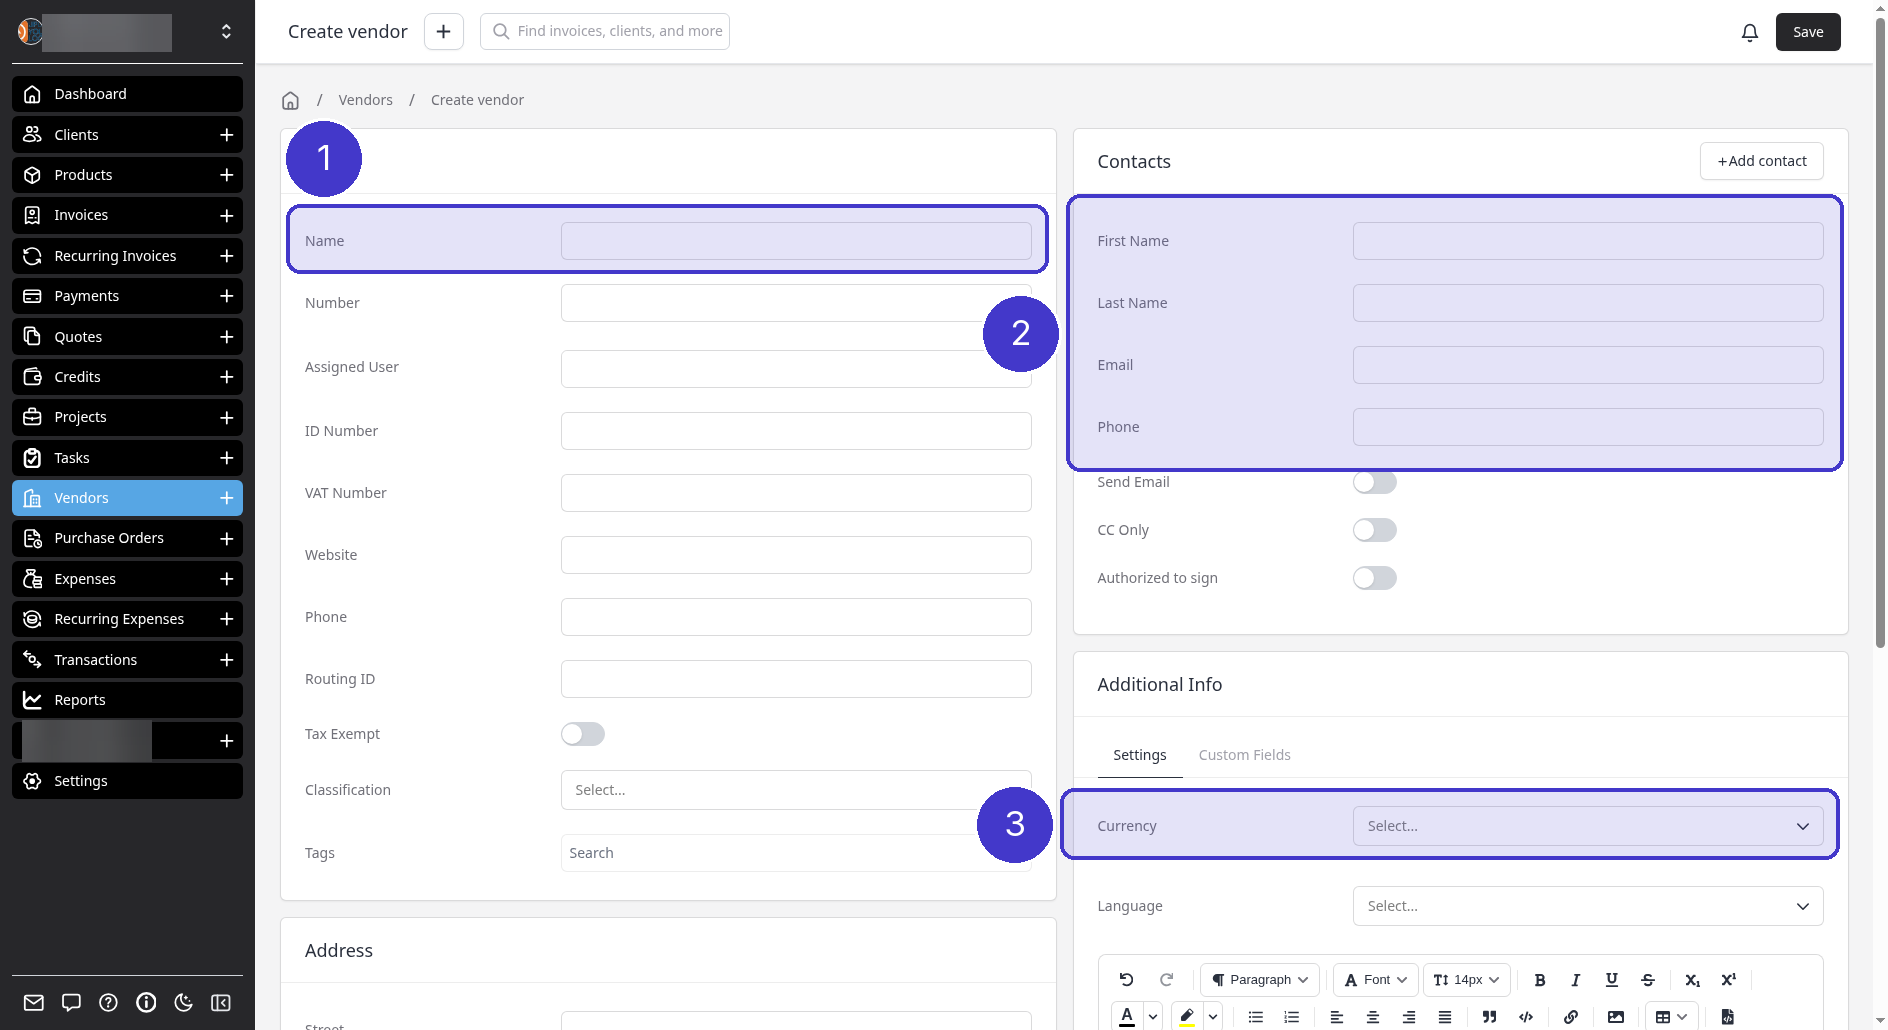 Create vendor
Find invoices, clients, and more
Save
Dashboard
Clients
Products
Invoices
Recurring Invoices
Payments
Quotes
Credits
Projects
Tasks
Vendors
Purchase Orders
Expenses
Recurring Expenses
Transactions
Reports
Settings
/ Vendors / Create vendor
1
Name
Number
Assigned User
ID Number
VAT Number
Website
Phone
Routing ID
Tax Exempt
Classification
Select...
Tags
Search
Address
Street
Contacts
+Add contact
2
First Name
Last Name
Email
Phone
Send Email
CC Only
Authorized to sign
Additional Info
Settings
Custom Fields
3
Currency
Select...
Language
Select...
Paragraph
A Font
14px
B I U S X₂ X²
A